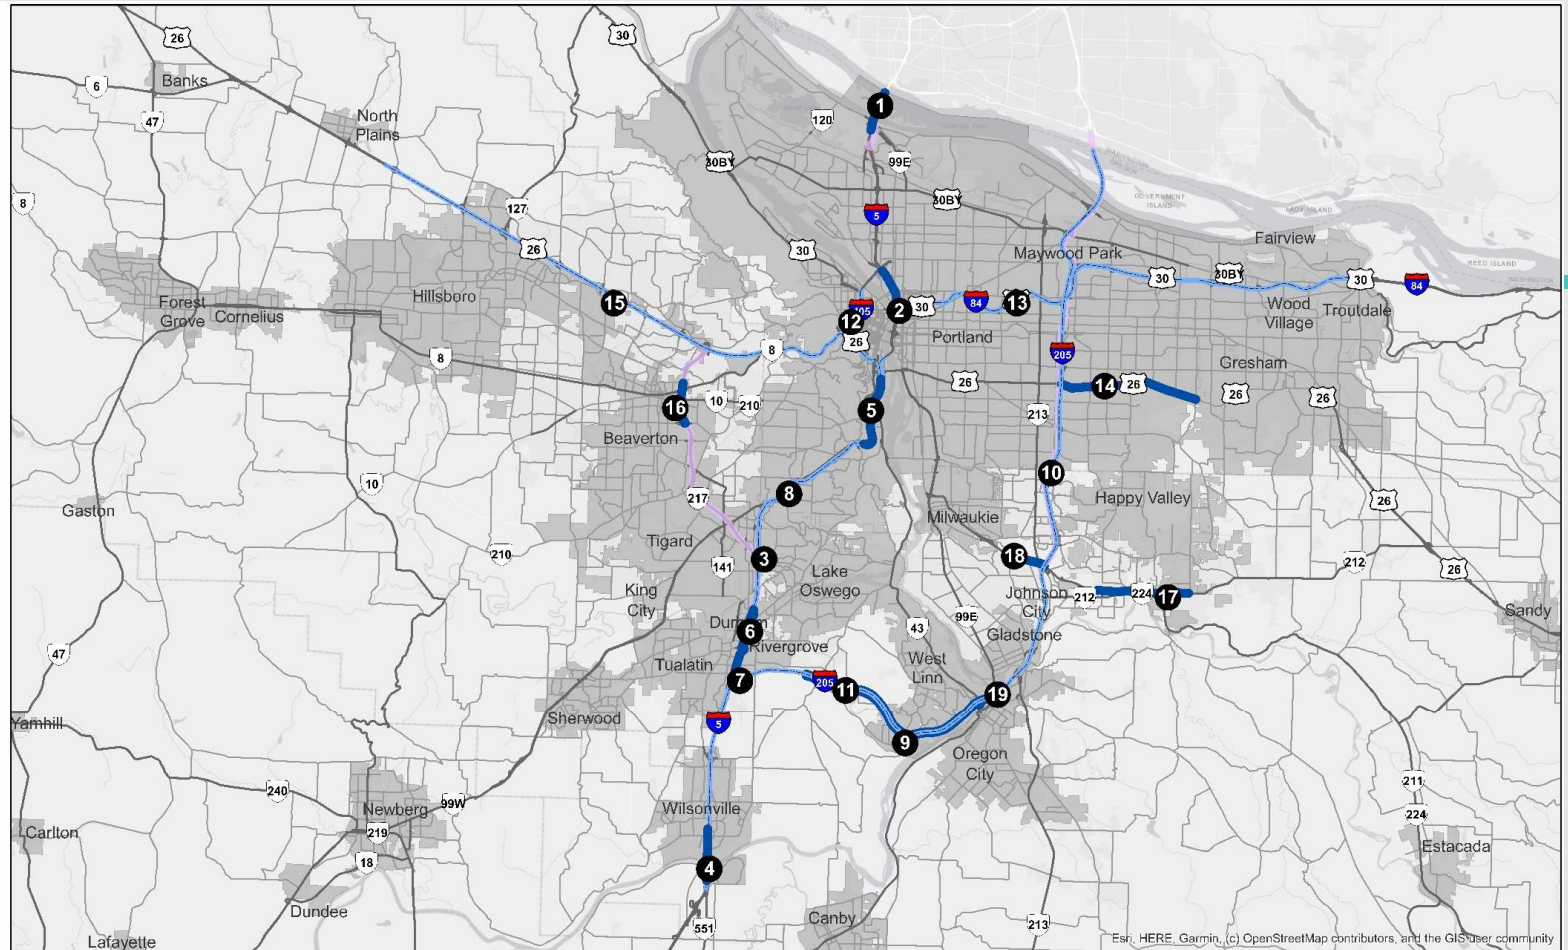 26
30
Banks
6
1
North
Plains
47
120
30BY
99E
GOVERNMENT
ISLAND
8
30BY
127
5
LADY ISLAND
26
30
Maywood Park
Fairview
REED ISLAND
30
30BY
30
84
Hillsboro
Forest
Grove
Cornelius
15
2
30
84
13
Wood
Village
Troutdale
12
26
Portland
8
8
205
Gresham
26
14
26
26
26
16
10
210
5
213
Beaverton
10
10
8
217
Happy Valley
26
Gaston
Milwaukie
Tigard
210
3
18
141
Lake
Oswego
212
26
King
City
Johnson
City
212
224
17
Sandy
6
Rivergrove
43
99E
Gladstone
47
Tualatin
West
Linn
7
205
11
19
Sherwood
5
9
Yamhill
Oregon
City
240
99W
Newberg
Wilsonville
211
219
224
Carlton
18
4
Estacada
Dundee
551
Canby
213
Lafayette
Esri, HERE, Garmin, (c) OpenStreetMap contributors, and the GIS user community